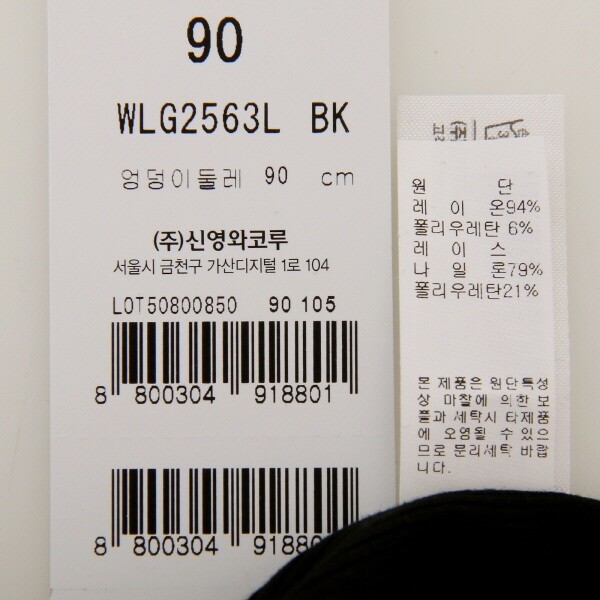 90
WLG2563L BK
엉덩이둘레 90 cm
(주)신영와코루
서울시 금천구 가산디지털 1로 104
LOT50800850 90 105
8 800304 918801
8 800304 91880
원 단
레 이 온94%
폴리우레탄 6%
레 이 스
나 일 론79%
폴리우레탄21%
본 제품은 원단특성
상 마찰에 의한 보
풀과 세탁시 타제품
에 오염될 수 있으
므로 분리세탁 바랍
니다.